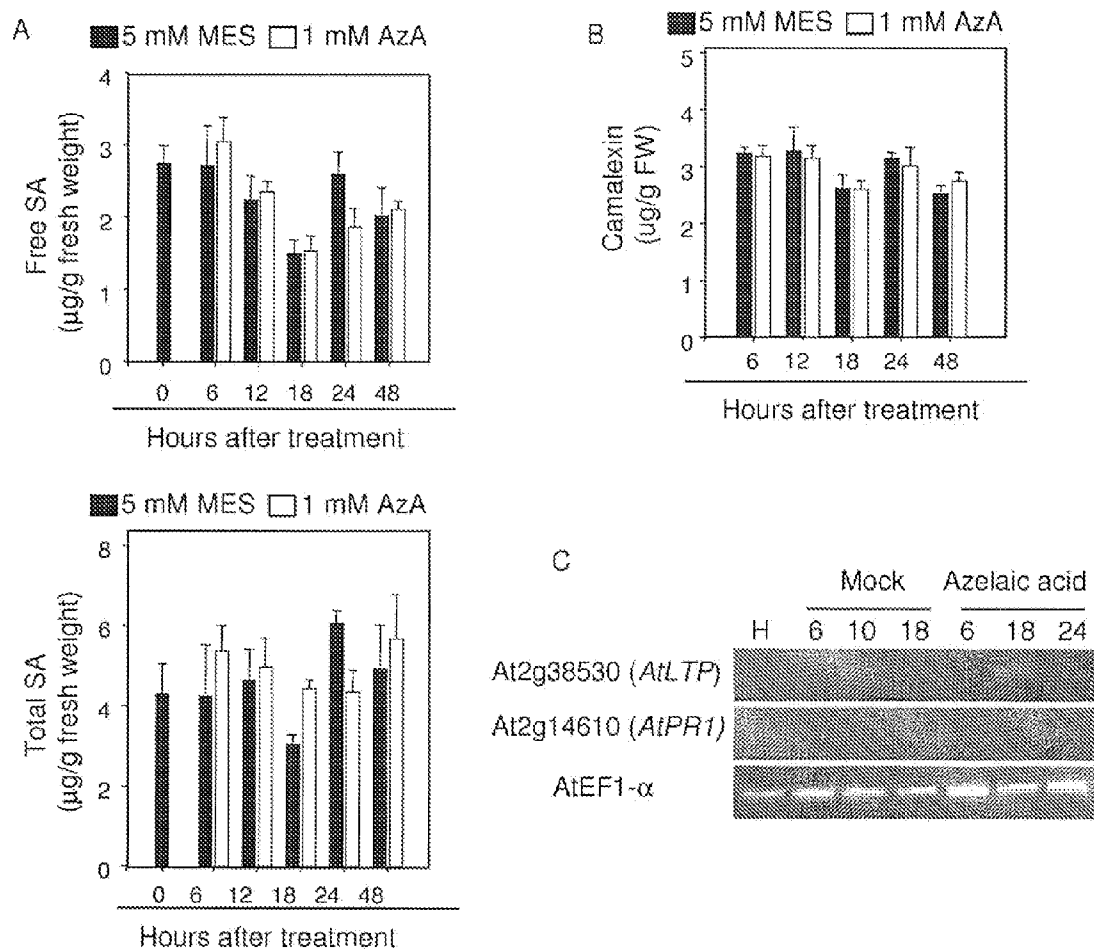 A
5 mM MES 1 mM AzA
4
3
2
1
0
Free SA
(μg/g fresh weight)
0 6 12 18 24 48
Hours after treatment
B
5 mM MES 1 mM AzA
5
4
3
2
1
0
Camalexin
(ug/g FW)
6 12 18 24 48
Hours after treatment
5 mM MES 1 mM AzA
8
6
4
2
0
Total SA
(μg/g fresh weight)
0 6 12 18 24 48
Hours after treatment
C
Mock Azelaic acid
H 6 10 18 6 18 24
At2g38530 (AtLTP)
At2g14610 (AtPR1)
AtEF1-α